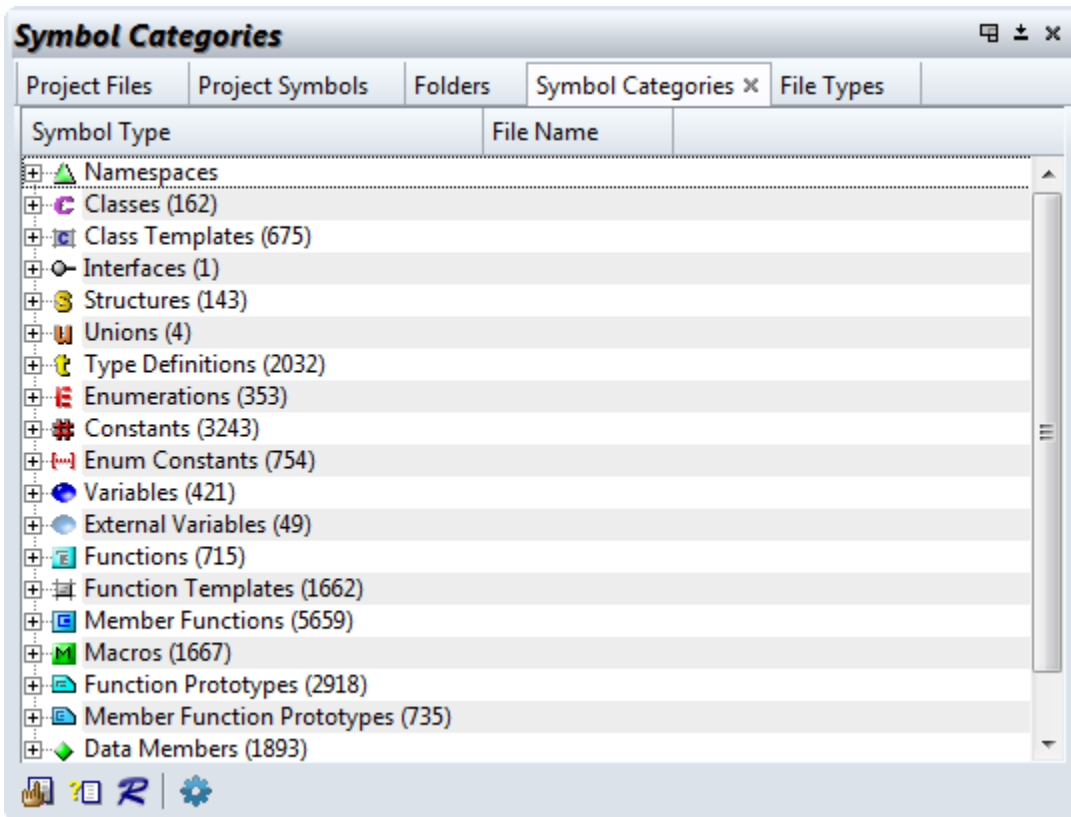 Symbol Categories
Project Files Project Symbols Folders Symbol Categories File Types
Symbol Type File Name
Namespaces
Classes (162)
Class Templates (675)
Interfaces (1)
Structures (143)
Unions (4)
Type Definitions (2032)
Enumerations (353)
Constants (3243)
Enum Constants (754)
Variables (421)
External Variables (49)
Functions (715)
Function Templates (1662)
Member Functions (5659)
Macros (1667)
Function Prototypes (2918)
Member Function Prototypes (735)
Data Members (1893)